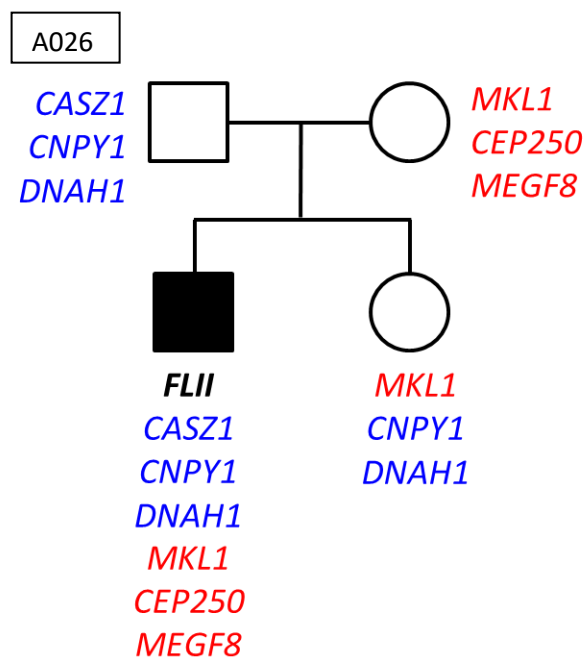 A026
CASZ1
CNPY1
DNAH1
MKL1
CEP250
MEGF8
FLII
CASZ1
CNPY1
DNAH1
MKL1
CEP250
MEGF8
MKL1
CNPY1
DNAH1